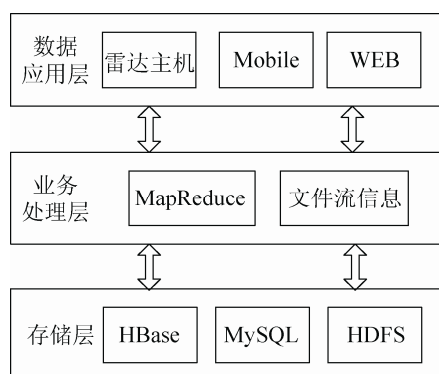 数据
应用层
雷达主机
Mobile
WEB
业务
处理层
MapReduce
文件流信息
存储层
HBase
MySQL
HDFS